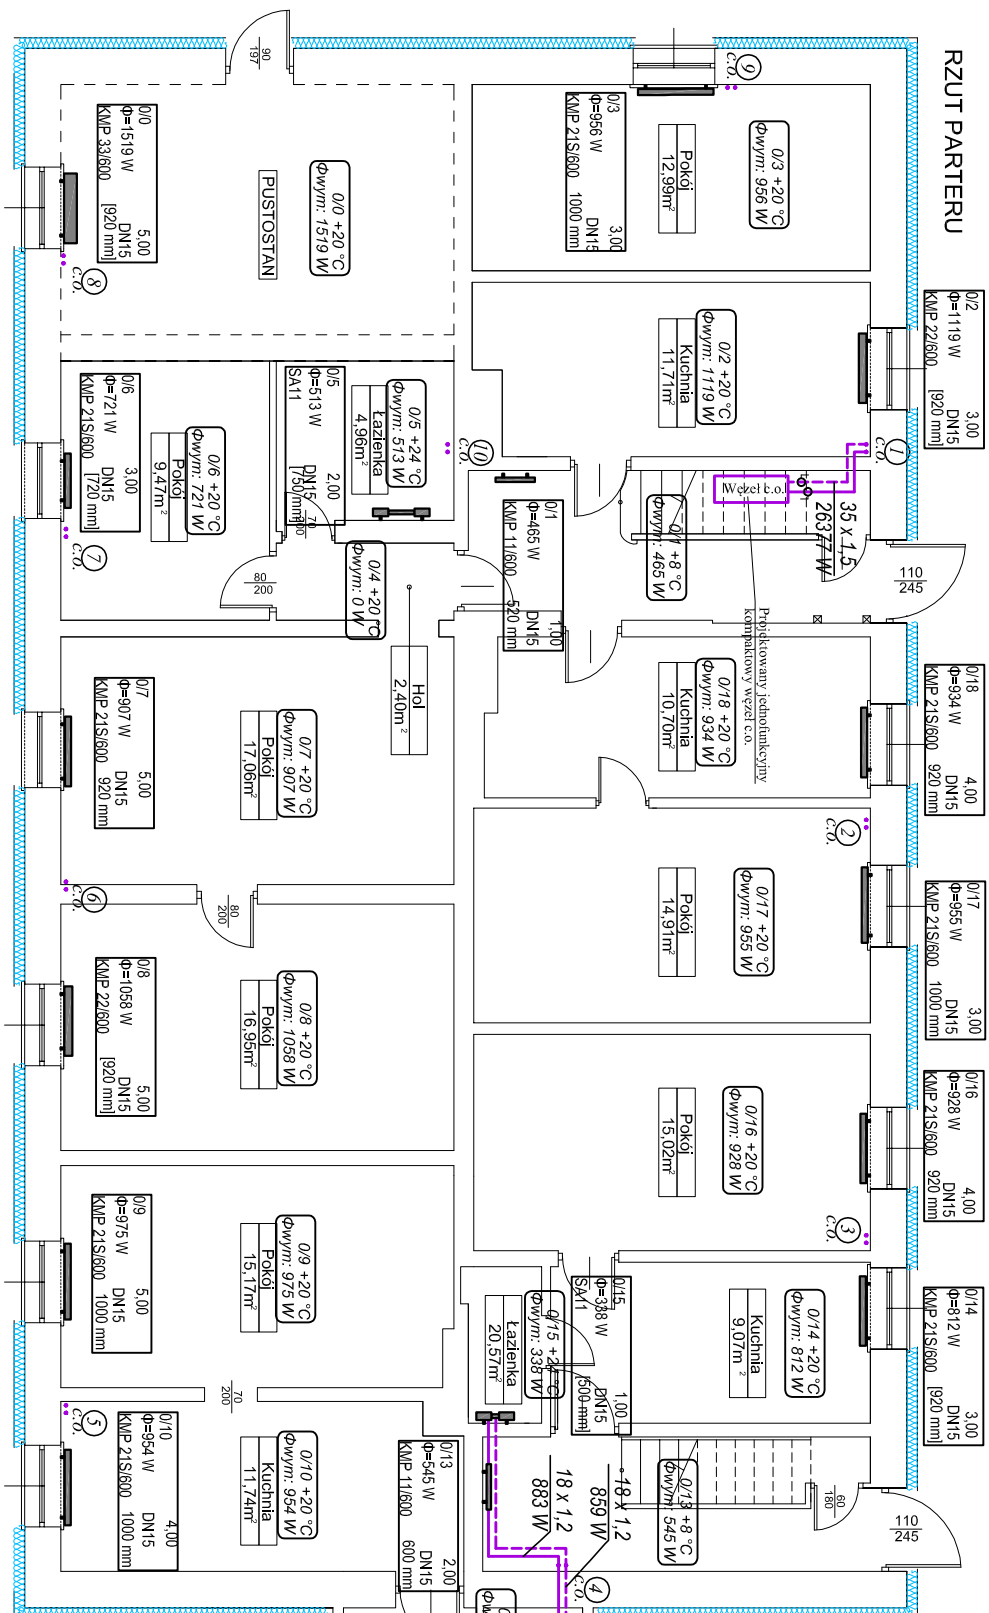 RZUT PARTERU
0/2
Φ=1119 W 3,00
DN15
KMP 22/600 [920 mm]
0/18
Φ=934 W 4,00
DN15
KMP 21S/600 920 mm
0/17
Φ=955 W 3,00
DN15
KMP 21S/600 1000 mm
0/16
Φ=928 W 4,00
DN15
KMP 21S/600 920 mm
0/14
Φ=812 W 3,00
DN15
KMP 21S/600 [920 mm]
9
c.o.
1
c.o.
35 x 1,5
26377 W
110
245
2
c.o.
3
c.o.
60
180
110
245
0/3 +20 °C
Φwym: 956 W
Pokój
12,99m²
0/3
Φ=956 W 3,00
DN15
KMP 21S/600 1000 mm
0/2 +20 °C
Φwym: 1119 W
Kuchnia
11,71m²
Węzeł c.o.
Projektowany jednofunkcyjny
kompaktowy węzeł c.o.
0/1 +8 °C
Φwym: 465 W
0/1
Φ=465 W 1,00
DN15
KMP 11/600 520 mm
0/18 +20 °C
Φwym: 934 W
Kuchnia
10,70m²
0/17 +20 °C
Φwym: 955 W
Pokój
14,91m²
0/16 +20 °C
Φwym: 928 W
Pokój
15,02m²
0/14 +20 °C
Φwym: 812 W
Kuchnia
9,07m²
0/15
Φ=338 W 1,00
DN15
SA11 [500 mm]
Φwym: 338 W
Łazienka
20,57m²
0/13 +8 °C
Φwym: 545 W
18 x 1,2
859 W
18 x 1,2
883 W
4
c.o.
0/13
Φ=545 W 2,00
DN15
KMP 11/600 600 mm
90
197
0/0 +20 °C
Φwym: 1519 W
PUSTOSTAN
0/0
Φ=1519 W 5,00
DN15
KMP 33/600 [920 mm]
8
c.o.
10
c.o.
0/5 +24 °C
Φwym: 513 W
Łazienka
4,96m²
0/5
Φ=513 W 2,00
DN15
SA11 [750 mm]
70
200
0/4 +20 °C
Φwym: 0 W
Hol
2,40m²
0/6 +20 °C
Φwym: 721 W
Pokój
9,47m²
0/6
Φ=721 W 3,00
DN15
KMP 21S/600 [720 mm]
7
c.o.
80
200
0/7 +20 °C
Φwym: 907 W
Pokój
17,06m²
0/7
Φ=907 W 5,00
DN15
KMP 21S/600 920 mm
6
c.o.
80
200
0/8 +20 °C
Φwym: 1058 W
Pokój
16,95m²
0/8
Φ=1058 W 5,00
DN15
KMP 22/600 [920 mm]
0/9 +20 °C
Φwym: 975 W
Pokój
15,17m²
0/9
Φ=975 W 5,00
DN15
KMP 21S/600 1000 mm
70
200
5
c.o.
0/10 +20 °C
Φwym: 954 W
Kuchnia
11,74m²
0/10
Φ=954 W 4,00
DN15
KMP 21S/600 1000 mm